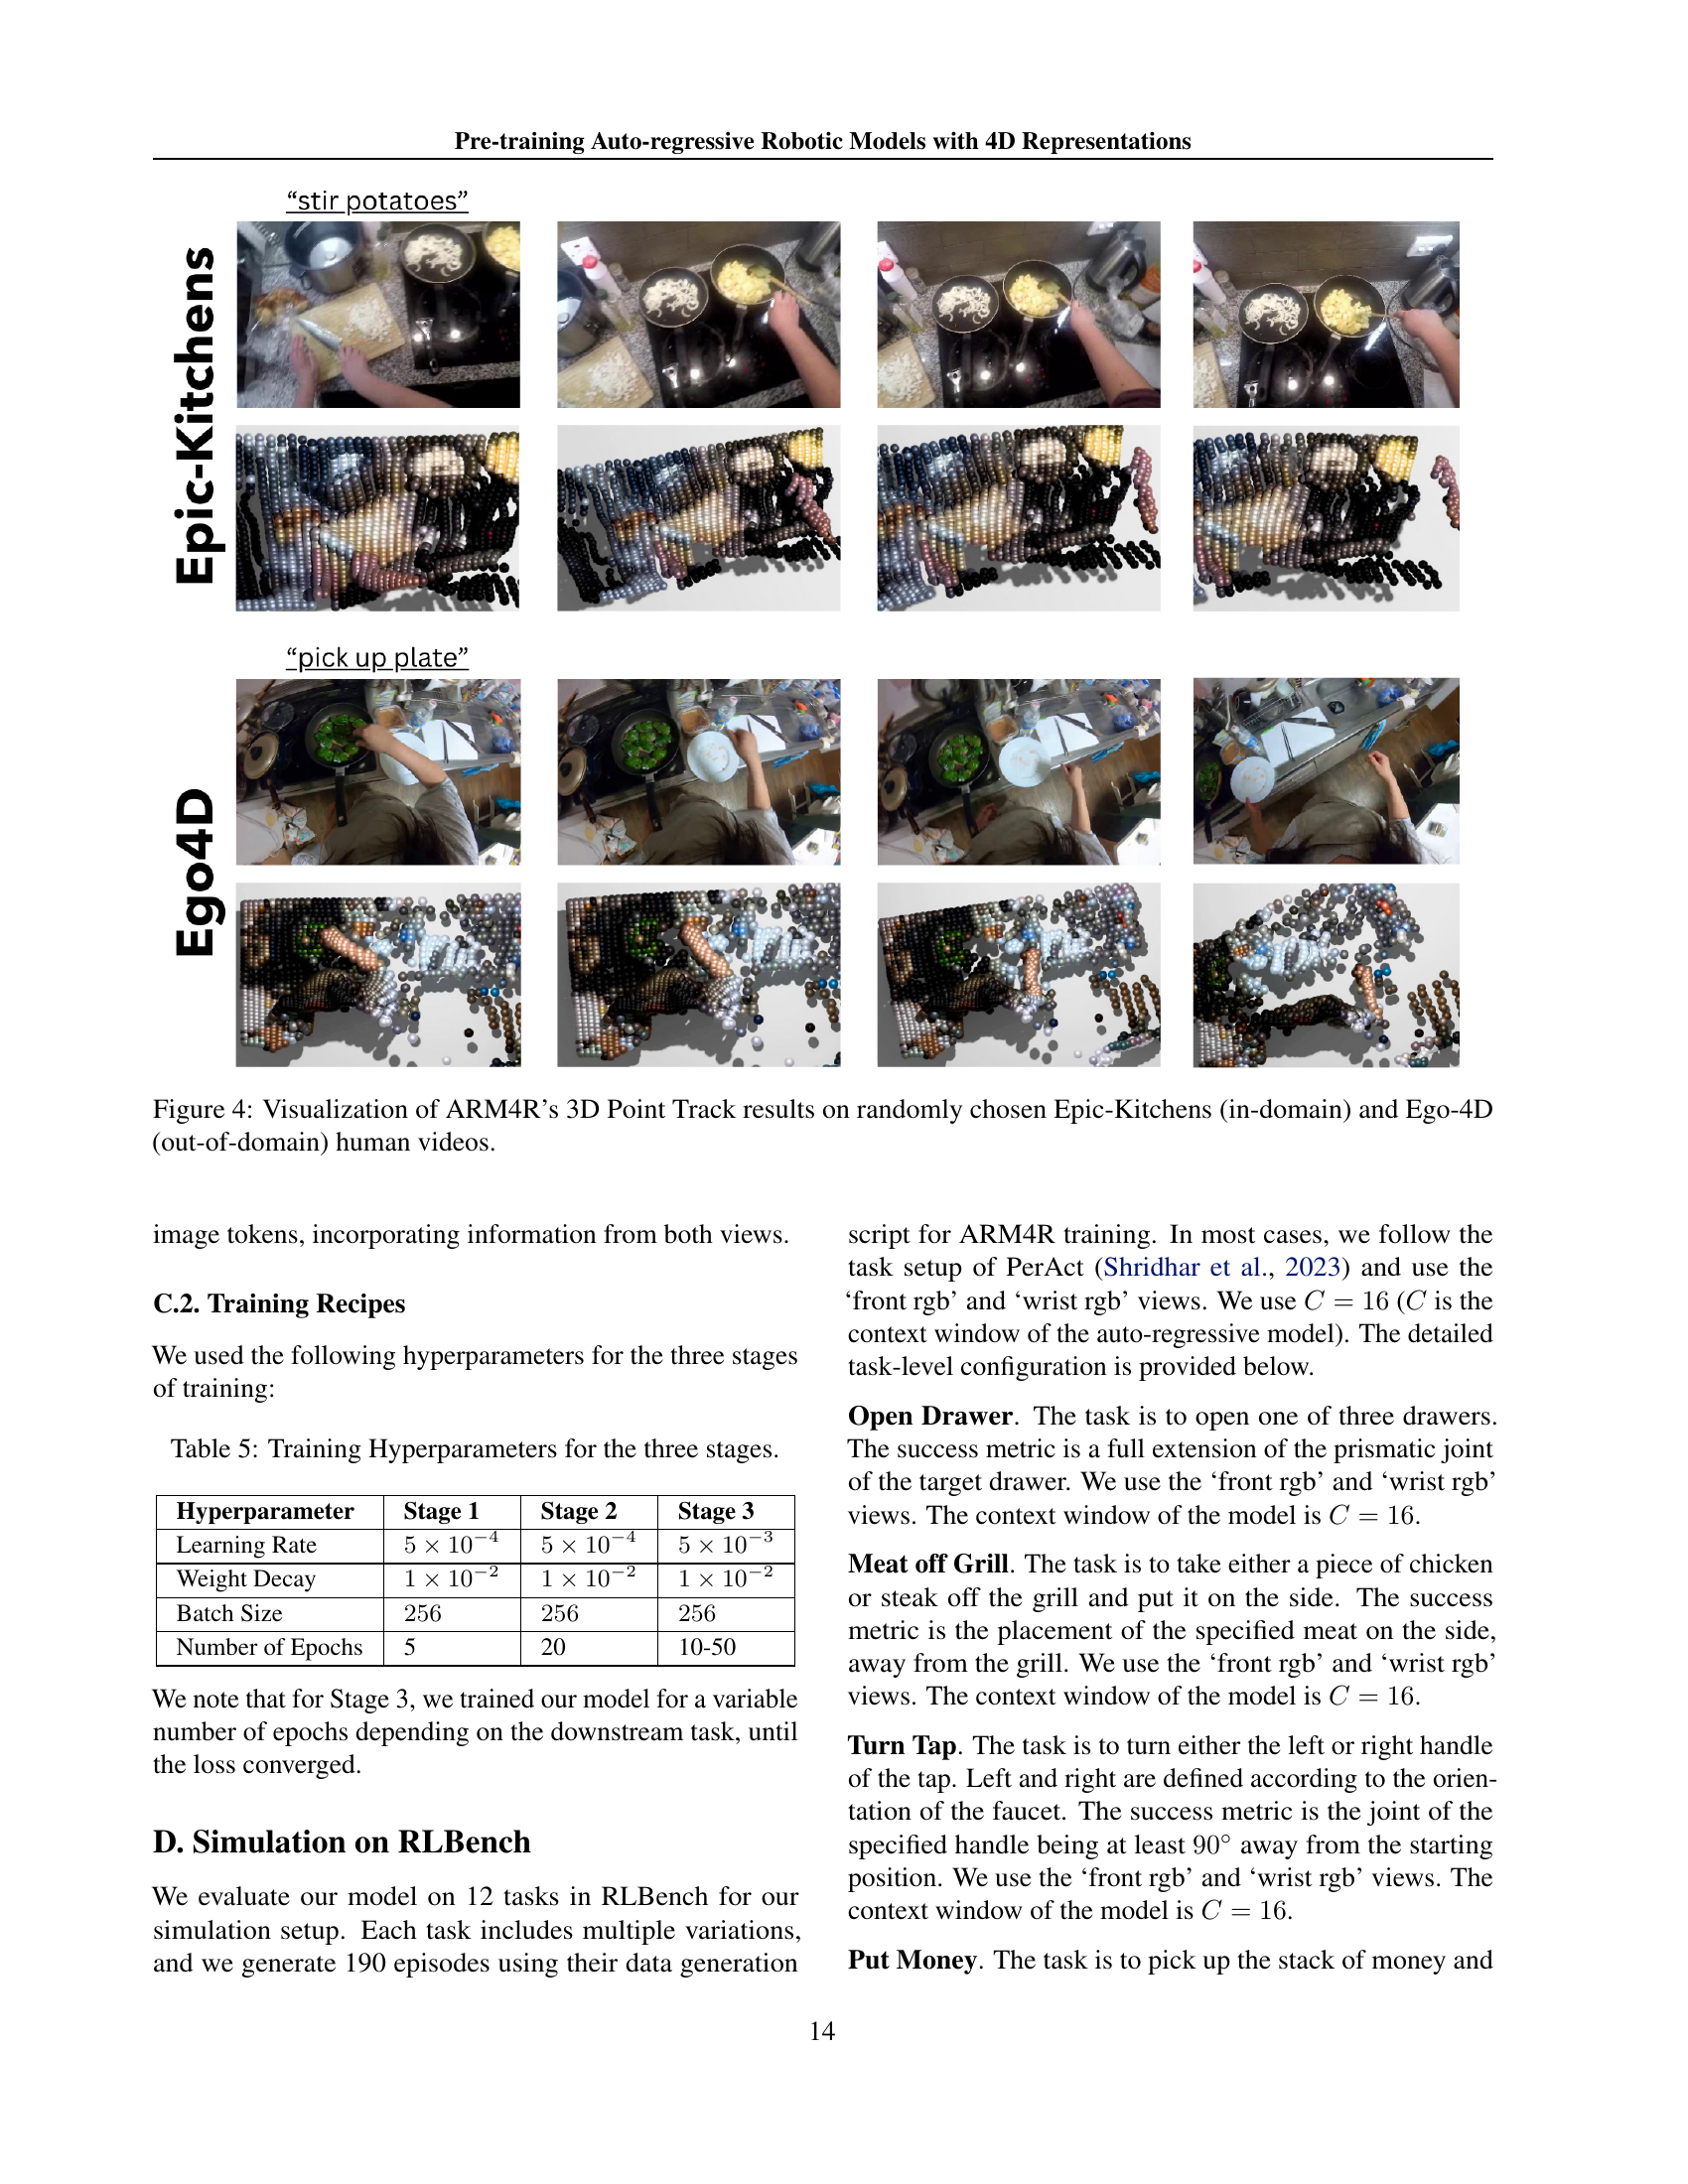 Pre-training Auto-regressive Robotic Models with 4D Representations
“stir potatoes”
Epic-Kitchens
“pick up plate”
Ego4D
Figure 4: Visualization of ARM4R’s 3D Point Track results on randomly chosen Epic-Kitchens (in-domain) and Ego-4D
(out-of-domain) human videos.
image tokens, incorporating information from both views.
C.2. Training Recipes
We used the following hyperparameters for the three stages
of training:
Table 5: Training Hyperparameters for the three stages.
Hyperparameter Stage 1 Stage 2 Stage 3
Learning Rate 5 × 10⁻⁴ 5 × 10⁻⁴ 5 × 10⁻³
Weight Decay 1 × 10⁻² 1 × 10⁻² 1 × 10⁻²
Batch Size 256 256 256
Number of Epochs 5 20 10-50
We note that for Stage 3, we trained our model for a variable
number of epochs depending on the downstream task, until
the loss converged.
D. Simulation on RLBench
We evaluate our model on 12 tasks in RLBench for our
simulation setup. Each task includes multiple variations,
and we generate 190 episodes using their data generation
script for ARM4R training. In most cases, we follow the
task setup of PerAct (Shridhar et al., 2023) and use the
‘front rgb’ and ‘wrist rgb’ views. We use C = 16 (C is the
context window of the auto-regressive model). The detailed
task-level configuration is provided below.
Open Drawer. The task is to open one of three drawers.
The success metric is a full extension of the prismatic joint
of the target drawer. We use the ‘front rgb’ and ‘wrist rgb’
views. The context window of the model is C = 16.
Meat off Grill. The task is to take either a piece of chicken
or steak off the grill and put it on the side. The success
metric is the placement of the specified meat on the side,
away from the grill. We use the ‘front rgb’ and ‘wrist rgb’
views. The context window of the model is C = 16.
Turn Tap. The task is to turn either the left or right handle
of the tap. Left and right are defined according to the orien-
tation of the faucet. The success metric is the joint of the
specified handle being at least 90° away from the starting
position. We use the ‘front rgb’ and ‘wrist rgb’ views. The
context window of the model is C = 16.
Put Money. The task is to pick up the stack of money and
14